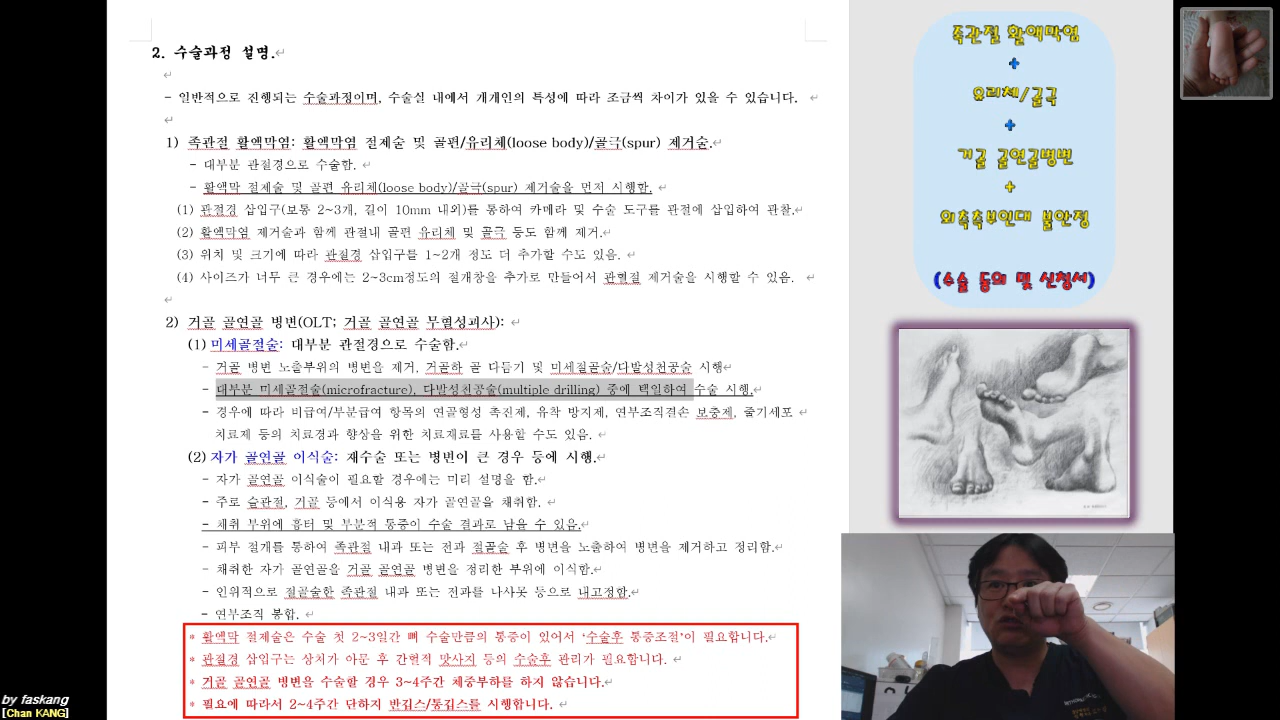 2. 수술과정 설명.
- 일반적으로 진행되는 수술과정이며, 수술실 내에서 개개인의 특성에 따라 조금씩 차이가 있을 수 있습니다.
1) 족관절 활액막염: 활액막염 절제술 및 골편/유리체(loose body)/골극(spur) 제거술.
- 대부분 관절경으로 수술함.
- 활액막 절제술 및 골편 유리체(loose body)/골극(spur) 제거술을 먼저 시행함.
(1) 관절경 삽입구(보통 2~3개, 길이 10mm 내외)를 통하여 카메라 및 수술 도구를 관절에 삽입하여 관찰.
(2) 활액막염 제거술과 함께 관절내 골편 유리체 및 골극 등도 함께 제거.
(3) 위치 및 크기에 따라 관절경 삽입구를 1~2개 정도 더 추가할 수도 있음.
(4) 사이즈가 너무 큰 경우에는 2~3cm정도의 절개창을 추가로 만들어서 관혈절 제거술을 시행할 수 있음.
2) 거골 골연골 병변(OLT; 거골 골연골 무혈성괴사):
(1) 미세골절술: 대부분 관절경으로 수술함.
- 거골 병변 노출부위의 병변을 제거, 거골하 골 다듬기 및 미세절골술/다발성천공술 시행
- 대부분 미세골절술(microfracture), 다발성천공술(multiple drilling) 중에 택일하여 수술 시행.
- 경우에 따라 비급여/부분급여 항목의 연골형성 촉진제, 유착 방지제, 연부조직결손 보충제, 줄기세포
치료제 등의 치료경과 향상을 위한 치료재료를 사용할 수도 있음.
(2) 자가 골연골 이식술: 재수술 또는 병변이 큰 경우 등에 시행.
- 자가 골연골 이식술이 필요할 경우에는 미리 설명을 함.
- 주로 슬관절, 거골 등에서 이식용 자가 골연골을 채취함.
- 채취 부위에 흉터 및 부분적 통증이 수술 결과로 남을 수 있음.
- 피부 절개를 통하여 족관절 내과 또는 전과 절골술 후 병변을 노출하여 병변을 제거하고 정리함.
- 채취한 자가 골연골을 거골 골연골 병변을 정리한 부위에 이식함.
- 인위적으로 절골술한 족관절 내과 또는 전과를 나사못 등으로 내고정함.
- 연부조직 봉합.
* 활액막 절제술은 수술 첫 2~3일간 뼈 수술만큼의 통증이 있어서 '수술후 통증조절'이 필요합니다.
* 관절경 삽입구는 상처가 아문 후 간헐적 맛사지 등의 수술후 관리가 필요합니다.
* 거골 골연골 병변을 수술할 경우 3~4주간 체중부하를 하지 않습니다.
* 필요에 따라서 2~4주간 단하지 반깁스/통깁스를 시행합니다.
족관절 활액막염
+
유리체/골극
+
거골 골연골병변
+
외측측부인대 불안정
(수술 동의 및 신청서)
by faskang
[Chan KANG]